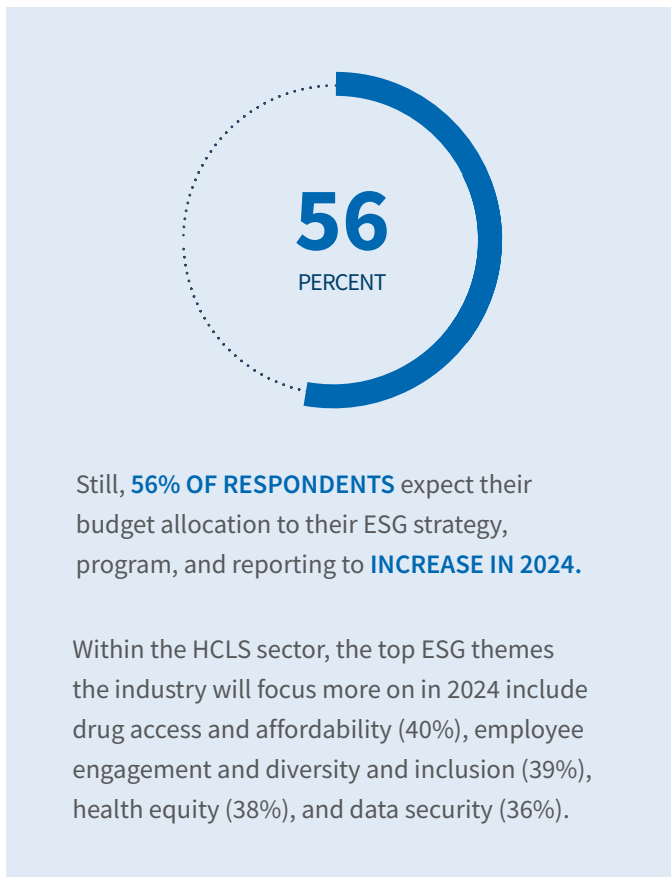 56
PERCENT
Still, 56% OF RESPONDENTS expect their
budget allocation to their ESG strategy,
program, and reporting to INCREASE IN 2024.
Within the HCLS sector, the top ESG themes
the industry will focus more on in 2024 include
drug access and affordability (40%), employee
engagement and diversity and inclusion (39%),
health equity (38%), and data security (36%).